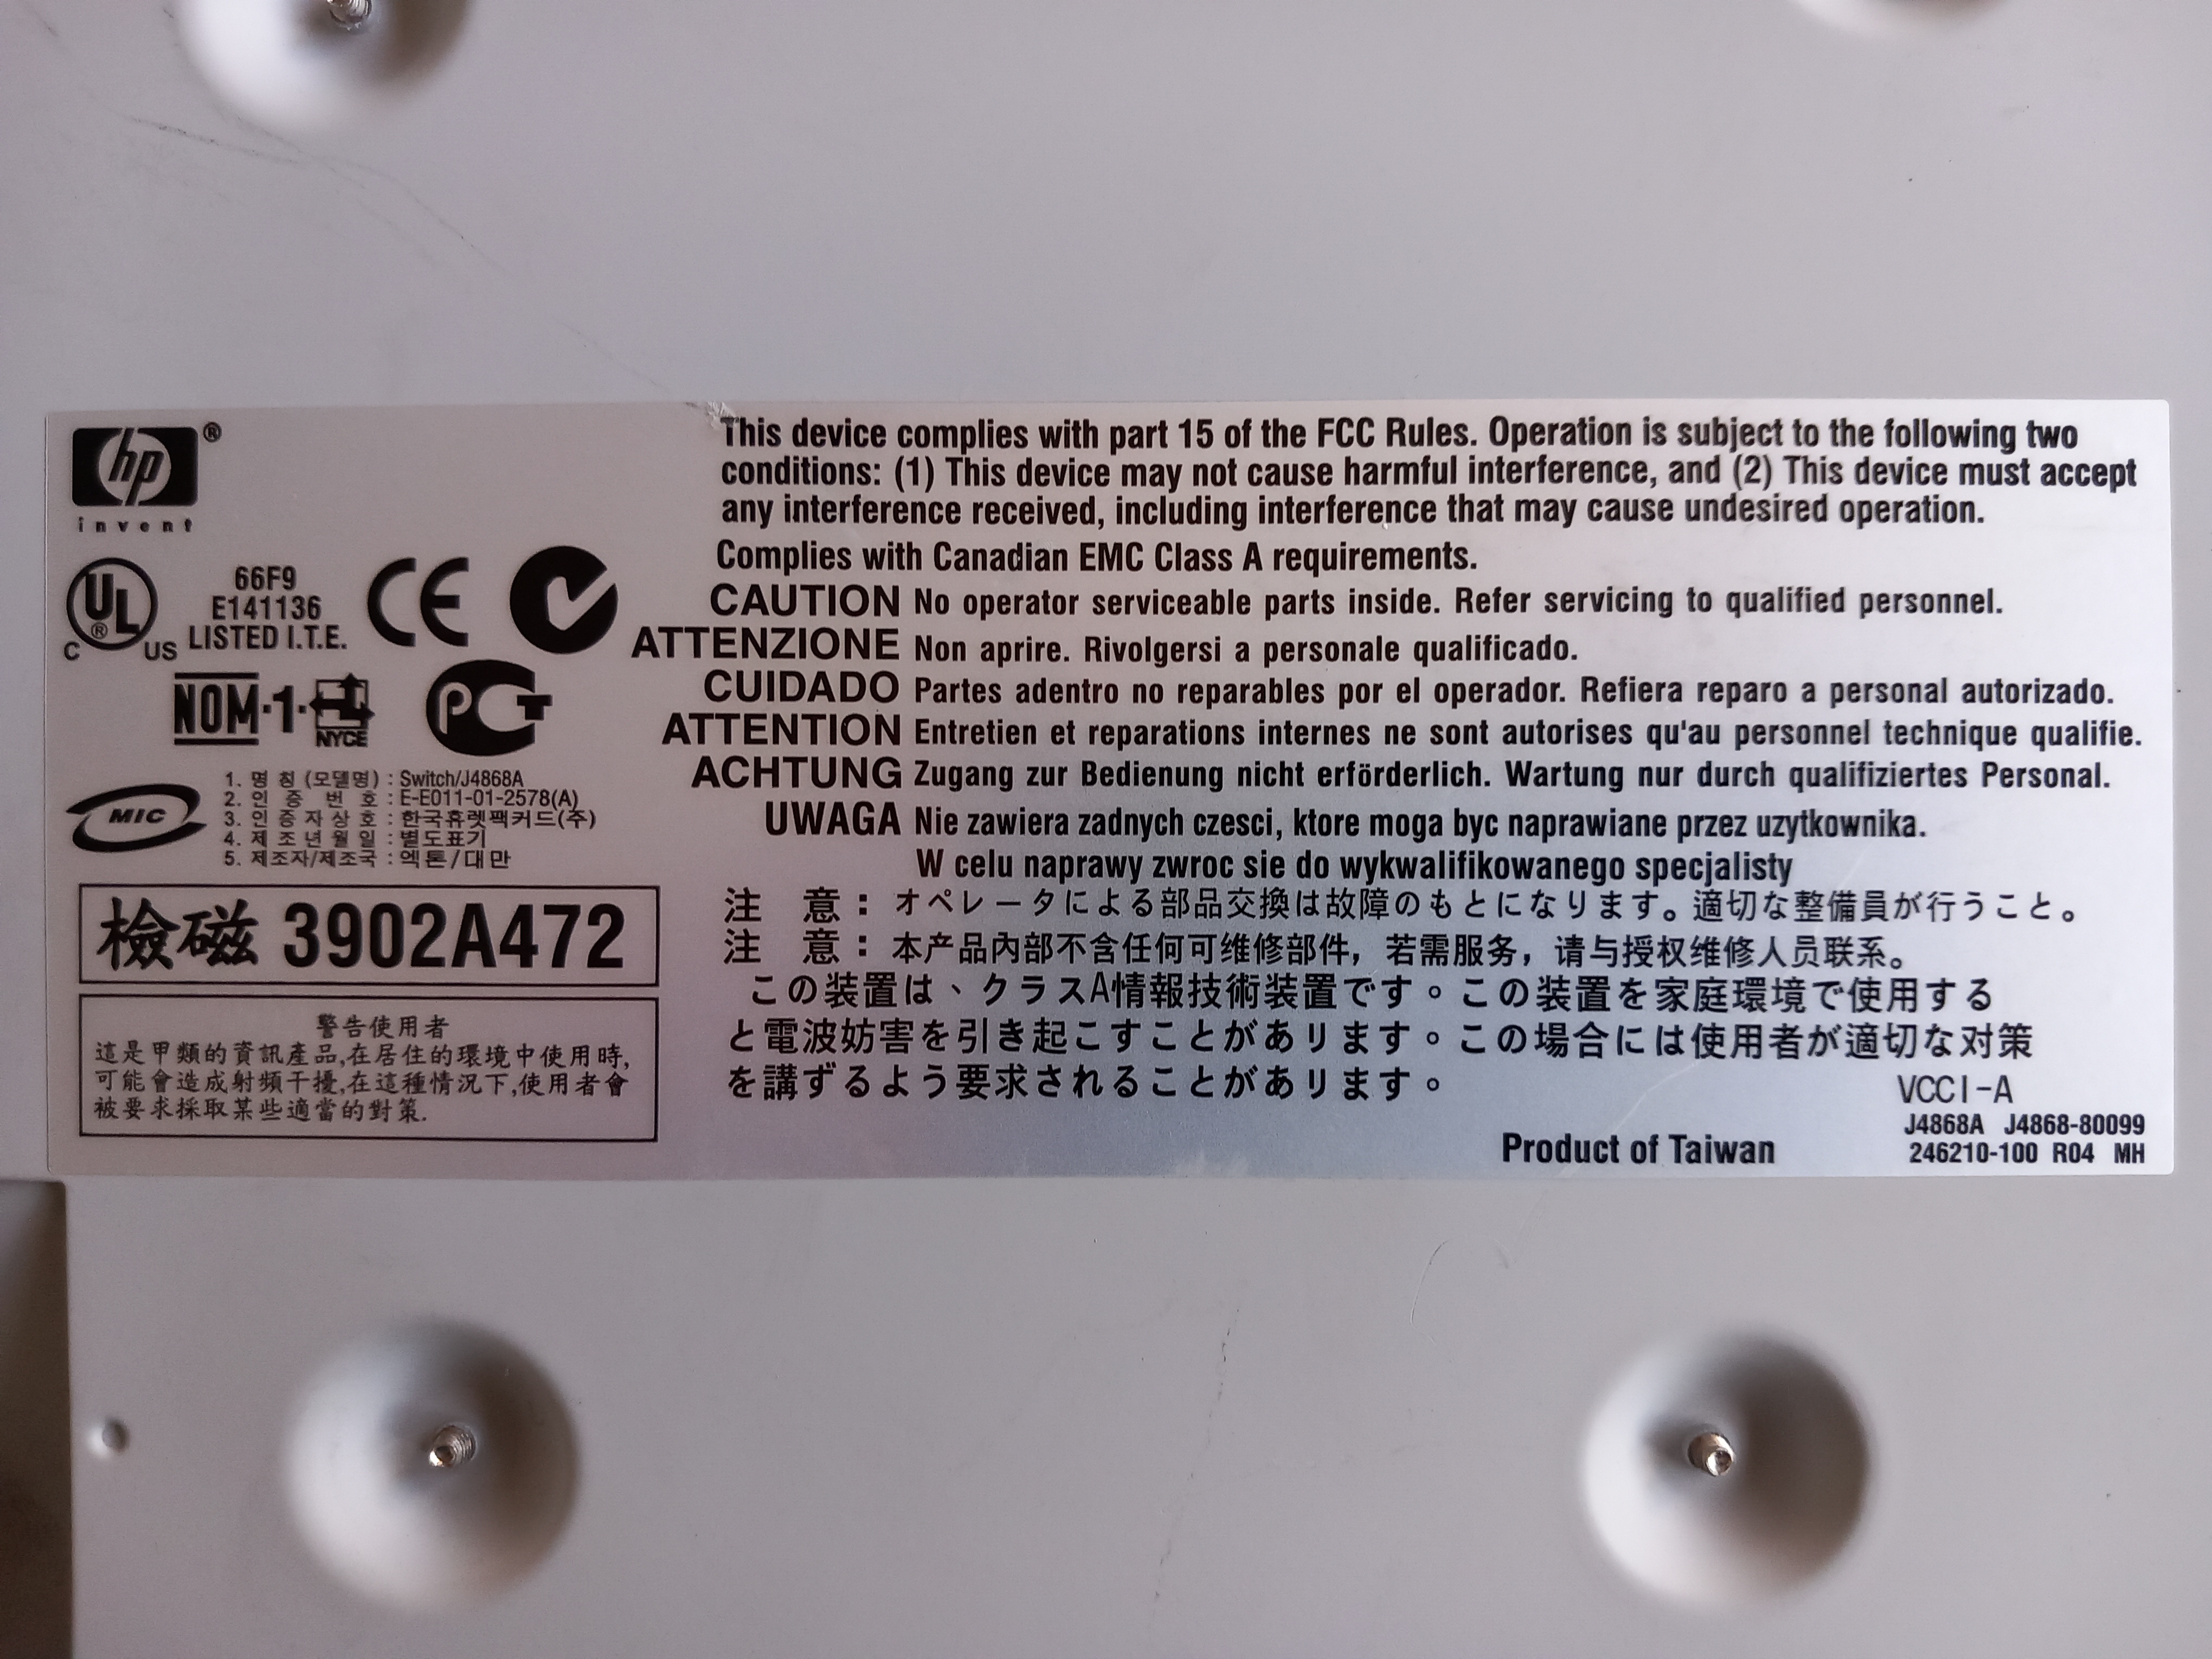 hp ®
invent
UL ®
C US
66F9
E141136
LISTED I.T.E.
CE
NOM-1-NYCE
PCT
MIC
1. 명 칭 (모델명) : Switch/J4868A
2. 인 증 번 호 : E-E011-01-2578(A)
3. 인 증 자 상 호 : 한국휴렛팩커드(주)
4. 제 조 년 월 일 : 별도표기
5. 제조자/제조국 : 엑톤/대만
檢磁 3902A472
警告使用者
這是甲類的資訊產品,在居住的環境中使用時,
可能會造成射頻干擾,在這種情況下,使用者會
被要求採取某些適當的對策.
This device complies with part 15 of the FCC Rules. Operation is subject to the following two
conditions: (1) This device may not cause harmful interference, and (2) This device must accept
any interference received, including interference that may cause undesired operation.
Complies with Canadian EMC Class A requirements.
CAUTION No operator serviceable parts inside. Refer servicing to qualified personnel.
ATTENZIONE Non aprire. Rivolgersi a personale qualificado.
CUIDADO Partes adentro no reparables por el operador. Refiera reparo a personal autorizado.
ATTENTION Entretien et reparations internes ne sont autorises qu'au personnel technique qualifie.
ACHTUNG Zugang zur Bedienung nicht erförderlich. Wartung nur durch qualifiziertes Personal.
UWAGA Nie zawiera zadnych czesci, ktore moga byc naprawiane przez uzytkownika.
W celu naprawy zwroc sie do wykwalifikowanego specjalisty
注 意：オペレータによる部品交換は故障のもとになります。適切な整備員が行うこと。
注 意：本产品内部不含任何可维修部件，若需服务，请与授权维修人员联系。
この装置は、クラスA情報技術装置です。この装置を家庭環境で使用する
と電波妨害を引き起こすことがあります。この場合には使用者が適切な対策
を講ずるよう要求されることがあります。
VCCI-A
J4868A J4868-80099
Product of Taiwan
246210-100 R04 MH